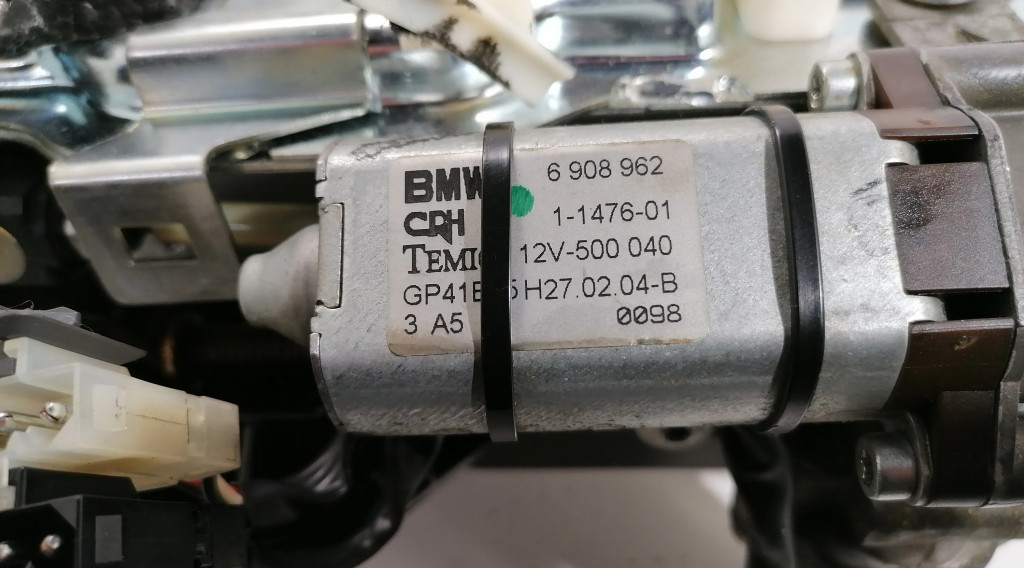 BMW 6 908 962
CRH 1-1476-01
12V-500 040
H27.02.04-B
3 A5 0098